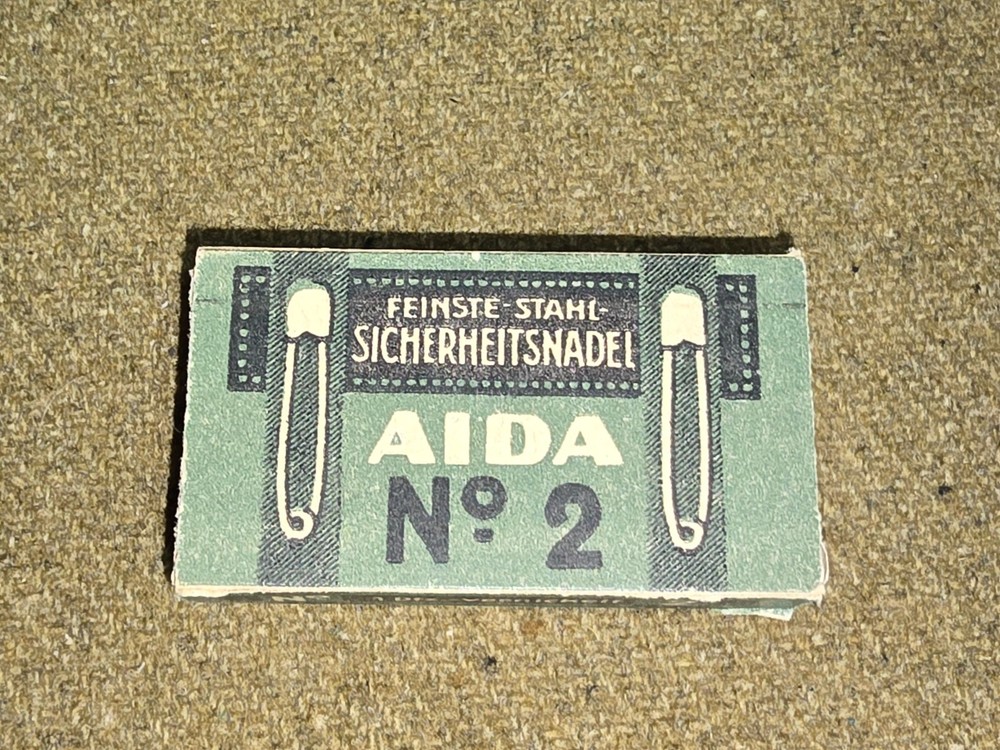 FEINSTE-STAHL-
SICHERHEITSNADEL
AIDA
Nº 2